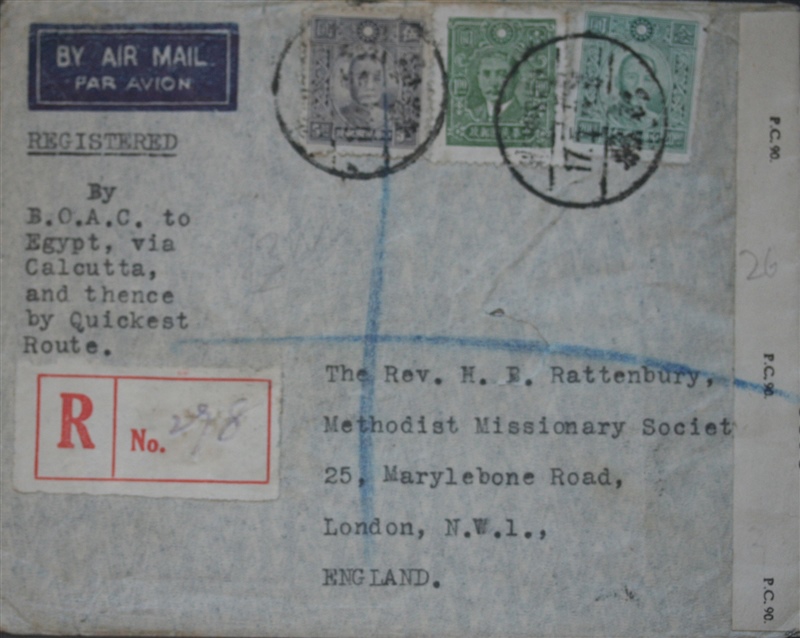 BY AIR MAIL.
PAR AVION
REGISTERED
By
B.O.A.C. to
Egypt, via
Calcutta,
and thence
by Quickest
Route.
R No.
The Rev. H. E. Rattenbury,
Methodist Missionary Societ
25, Marylebone Road,
London, N.W.1.,
ENGLAND.
P.C. 90.
26
P.C. 90.
P.C. 90.